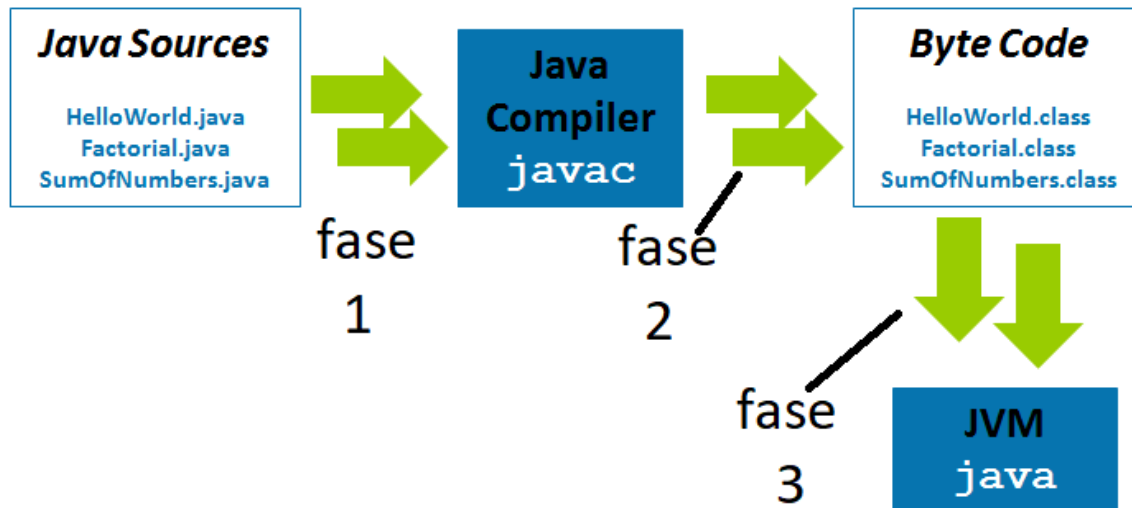 Java Sources
HelloWorld.java
Factorial.java
SumOfNumbers.java
fase
1
Java
Compiler
javac
fase
2
Byte Code
HelloWorld.class
Factorial.class
SumOfNumbers.class
fase
3
JVM
java